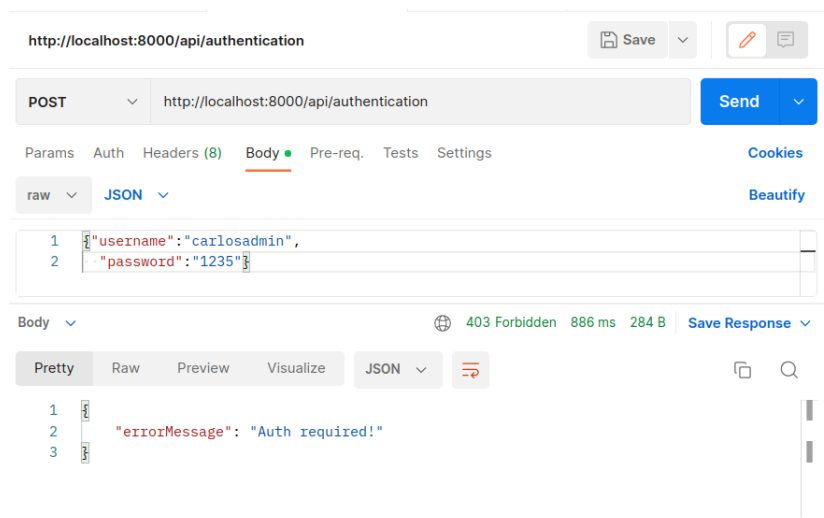 http://localhost:8000/api/authentication Save
POST http://localhost:8000/api/authentication Send
Params Auth Headers (8) Body Pre-req. Tests Settings Cookies
raw JSON Beautify
1 {"username":"carlosadmin",
2 "password":"1235"}
Body 403 Forbidden 886 ms 284 B Save Response
Pretty Raw Preview Visualize JSON
1 {
2 "errorMessage": "Auth required!"
3 }